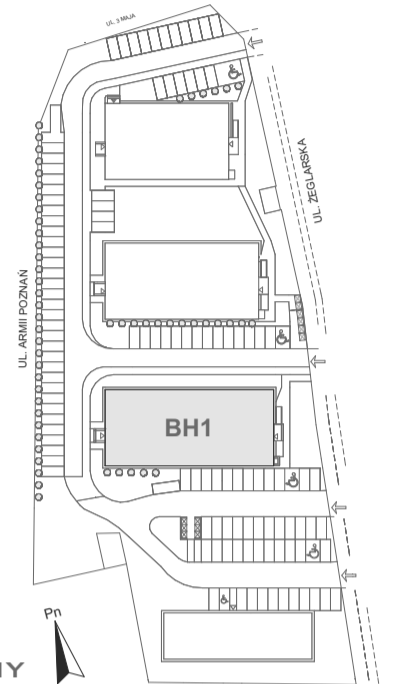 UL. 3 MAJA
UL. ŻEGLARSKA
UL. ARMII POZNAŃ
BH1
Pn